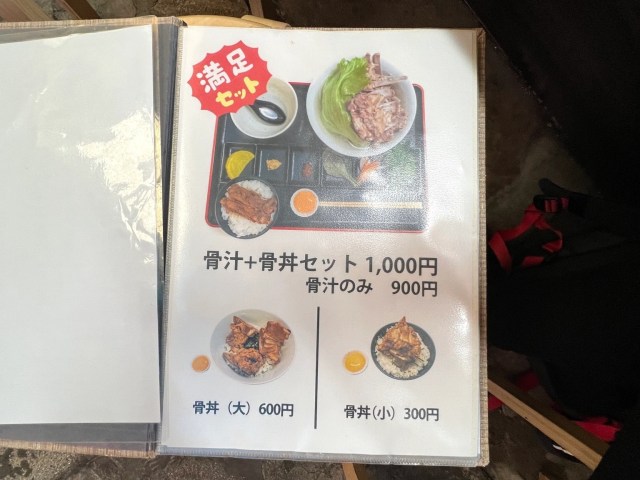 満足
セット
骨汁+骨丼セット 1,000円
骨汁のみ 900円
骨丼（大）600円
骨丼(小) 300円